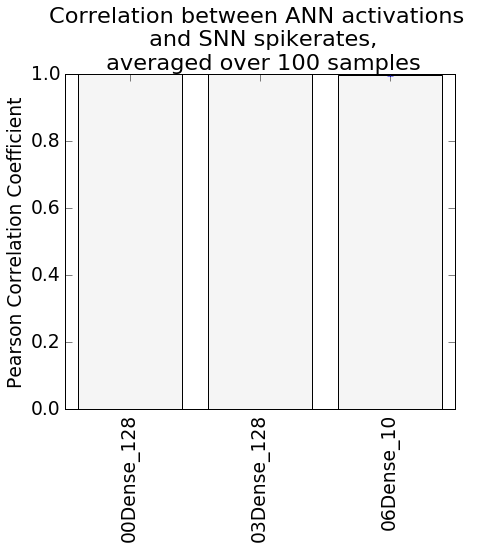 Correlation between ANN activations
and SNN spikerates,
averaged over 100 samples
Pearson Correlation Coefficient
1.0
0.8
0.6
0.4
0.2
0.0
00Dense_128
03Dense_128
06Dense_10